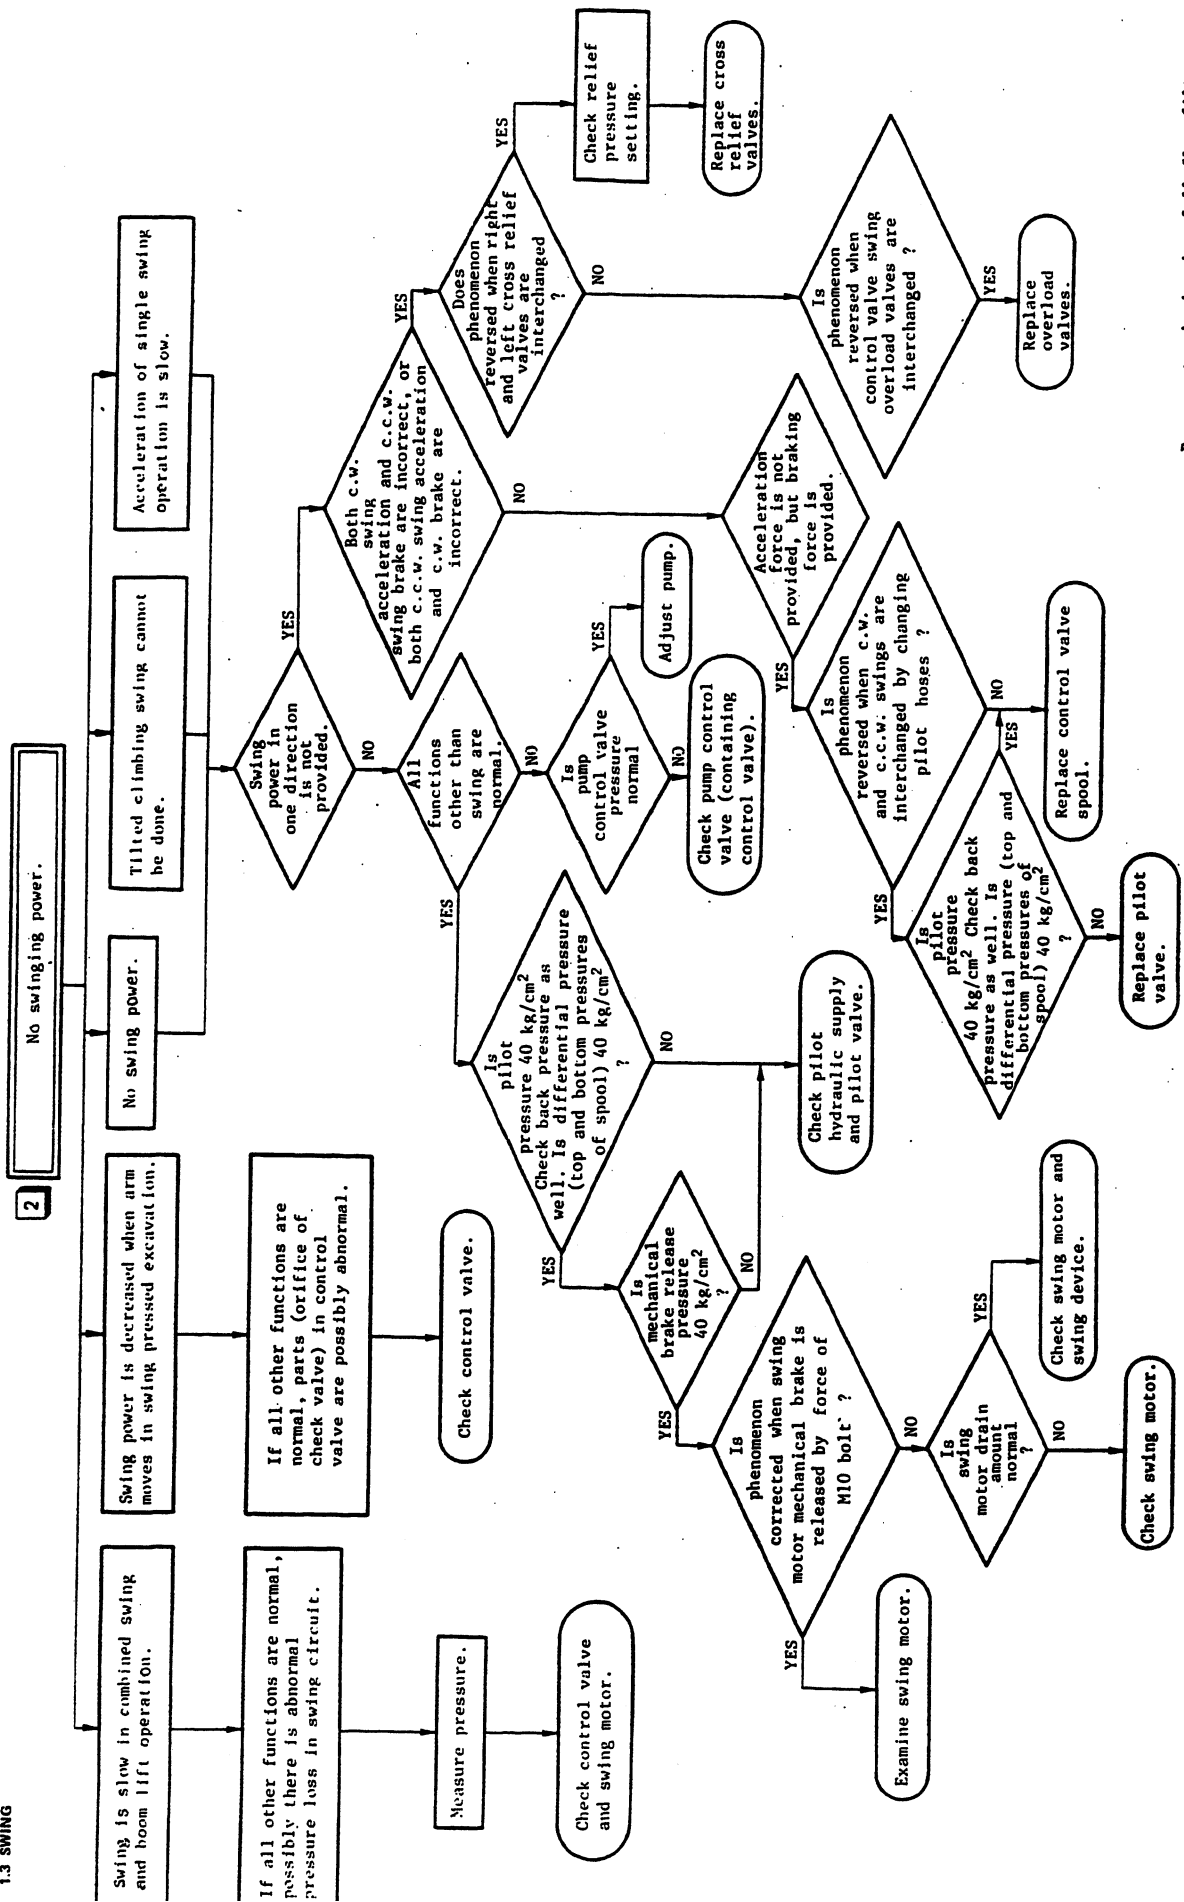 1.3 SWING
2
No swinging power.
Swing is slow in combined swing
and boom lift operation.
Swing power is decreased when arm
moves in swing pressed excavation.
No swing power.
Tilted climbing swing cannot
be done.
Acceleration of single swing
operation is slow.
If all other functions are normal,
possibly there is abnormal
pressure loss in swing circuit.
If all other functions are
normal, parts (orifice of
check valve) in control
valve are possibly abnormal.
Measure pressure.
Check control valve
and swing motor.
Check control valve.
Swing
power in
one direction
is not
provided.
YES
NO
Both c.w.
swing
acceleration and c.c.w.
swing brake are incorrect, or
both c.c.w. swing acceleration
and c.w. brake are
incorrect.
YES
NO
Does
phenomenon
reversed when right
and left cross relief
valves are
interchanged
?
YES
NO
Check relief
pressure
setting.
Replace cross
relief
valves.
All
functions
other than
swing are
normal.
YES
NO
Is
pump
control valve
pressure
normal
YES
NO
Adjust pump.
Check pump control
valve (containing
control valve).
Is
pilot
pressure 40 kg/cm2
Check back pressure as
well. Is differential pressure
(top and bottom pressures
of spool) 40 kg/cm2
?
YES
NO
Is
mechanical
brake release
pressure
40 kg/cm2
?
YES
NO
Check pilot
hydraulic supply
and pilot valve.
Is
phenomenon
corrected when swing
motor mechanical brake is
released by force of
M10 bolt ?
YES
NO
Examine swing motor.
Is
swing
motor drain
amount
normal
?
YES
NO
Check swing motor and
swing device.
Check swing motor.
Acceleration
force is not
provided, but braking
force is
provided.
YES
Is
phenomenon
reversed when
control valve swing
overload valves are
interchanged ?
YES
Replace
overload
valves.
Is
phenomenon
reversed when c.w.
and c.c.w. swings are
interchanged by changing
pilot hoses ?
YES
NO
Is
pilot
pressure
40 kg/cm2 Check back
pressure as well. Is
differential pressure (top and
bottom pressures of
spool) 40 kg/cm2
?
YES
NO
Replace control valve
spool.
Replace pilot
valve.